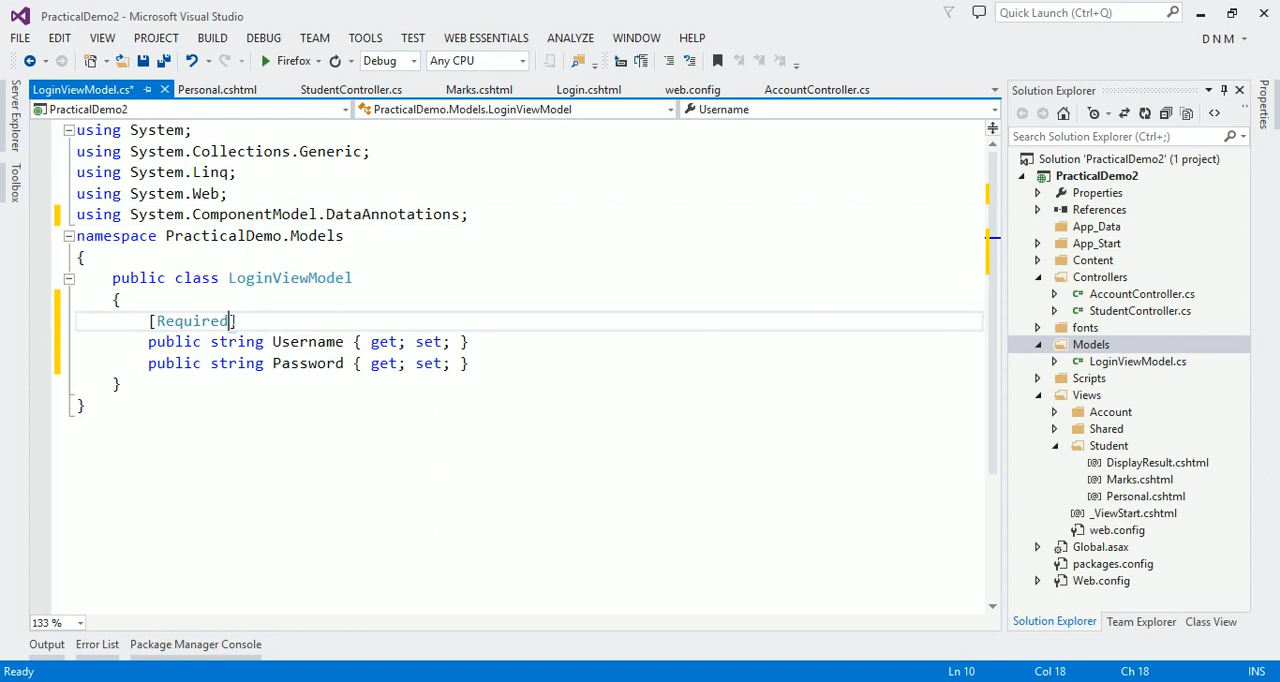 PracticalDemo2 - Microsoft Visual Studio
Quick Launch (Ctrl+Q)
FILE EDIT VIEW PROJECT BUILD DEBUG TEAM TOOLS TEST WEB ESSENTIALS ANALYZE WINDOW HELP
D N M
Firefox Debug Any CPU
LoginViewModel.cs* Personal.cshtml StudentController.cs Marks.cshtml Login.cshtml web.config AccountController.cs
PracticalDemo2 PracticalDemo.Models.LoginViewModel Username
Server Explorer
Toolbox
using System;
using System.Collections.Generic;
using System.Linq;
using System.Web;
using System.ComponentModel.DataAnnotations;
namespace PracticalDemo.Models
{
public class LoginViewModel
{
[Required]
public string Username { get; set; }
public string Password { get; set; }
}
}
133 %
Solution Explorer
Search Solution Explorer (Ctrl+;)
Solution 'PracticalDemo2' (1 project)
PracticalDemo2
Properties
References
App_Data
App_Start
Content
Controllers
AccountController.cs
StudentController.cs
fonts
Models
LoginViewModel.cs
Scripts
Views
Account
Shared
Student
DisplayResult.cshtml
Marks.cshtml
Personal.cshtml
_ViewStart.cshtml
web.config
Global.asax
packages.config
Web.config
Solution Explorer Team Explorer Class View
Properties
Output Error List Package Manager Console
Ready Ln 10 Col 18 Ch 18 INS